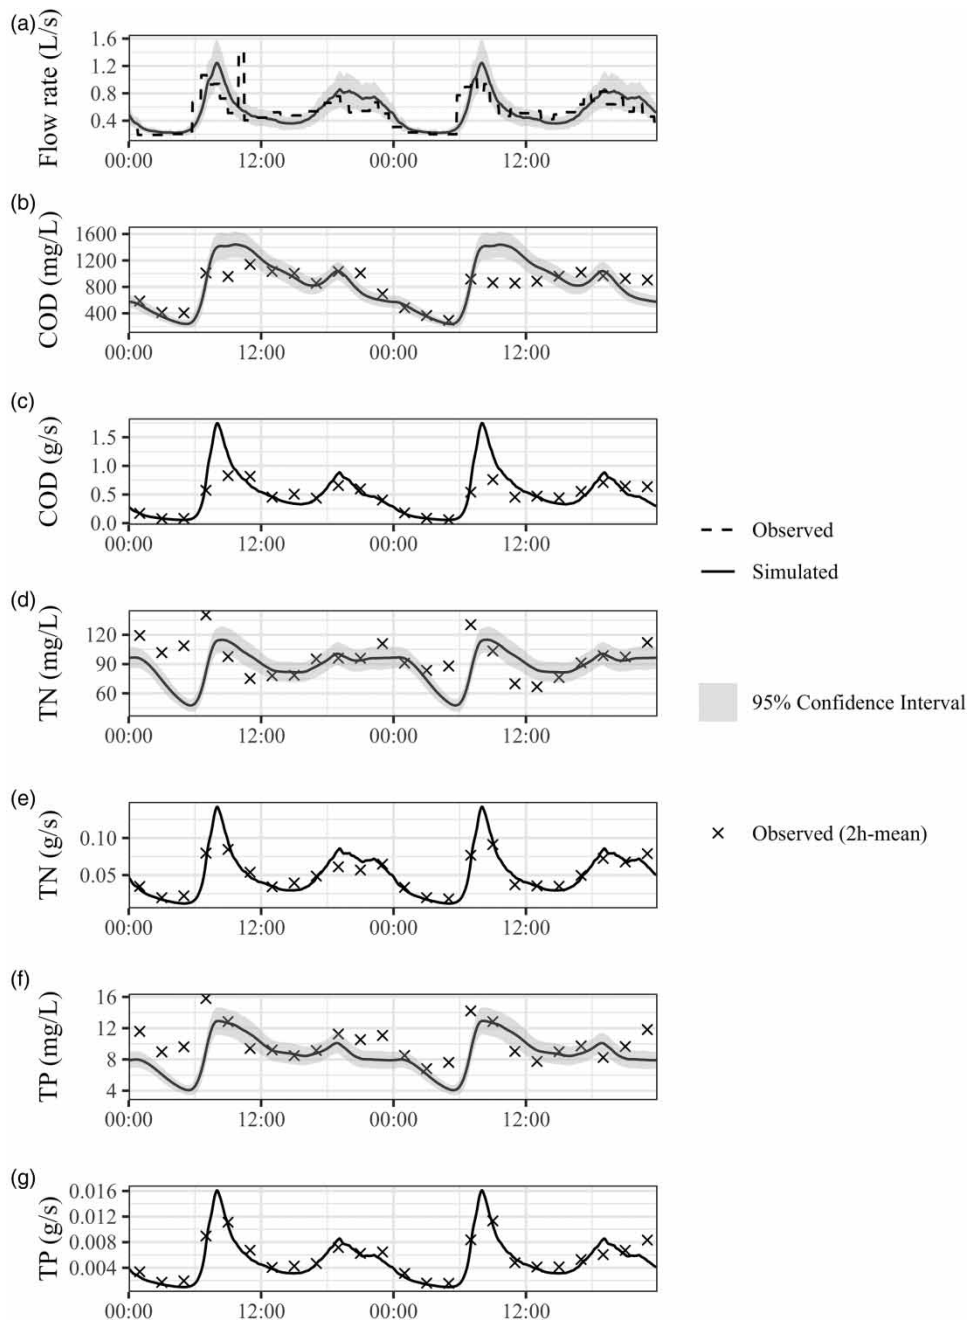 (a)
Flow rate (L/s)
1.6
1.2
0.8
0.4
00:00 12:00 00:00 12:00
(b)
COD (mg/L)
1600
1200
800
400
00:00 12:00 00:00 12:00
(c)
COD (g/s)
1.5
1.0
0.5
0.0
00:00 12:00 00:00 12:00
Observed
Simulated
(d)
TN (mg/L)
120
90
60
00:00 12:00 00:00 12:00
95% Confidence Interval
(e)
TN (g/s)
0.10
0.05
00:00 12:00 00:00 12:00
Observed (2h-mean)
(f)
TP (mg/L)
16
12
8
4
00:00 12:00 00:00 12:00
(g)
TP (g/s)
0.016
0.012
0.008
0.004
00:00 12:00 00:00 12:00